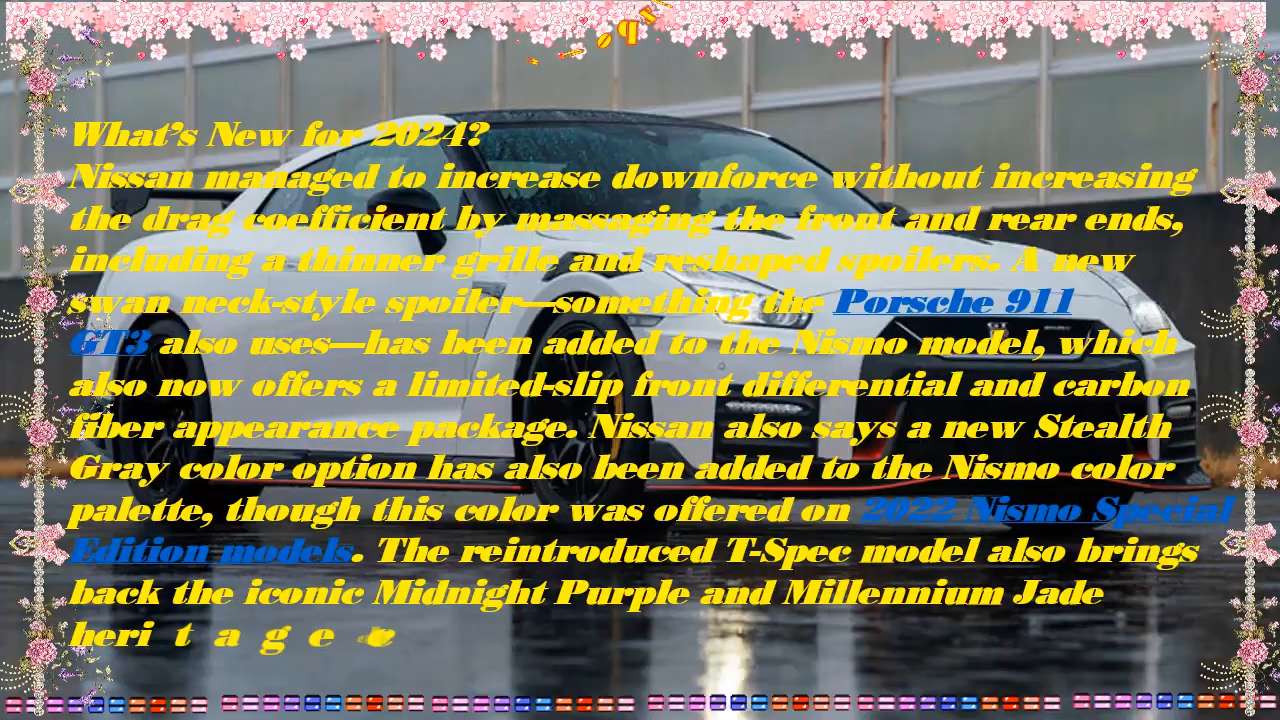 What's New for 2024?
Nissan managed to increase downforce without increasing
the drag coefficient by massaging the front and rear ends,
including a thinner grille and reshaped spoilers. A new
swan neck-style spoiler—something the Porsche 911
GT3 also uses—has been added to the Nismo model, which
also now offers a limited-slip front differential and carbon
fiber appearance package. Nissan also says a new Stealth
Gray color option has also been added to the Nismo color
palette, though this color was offered on 2022 Nismo Special
Edition models. The reintroduced T-Spec model also brings
back the iconic Midnight Purple and Millennium Jade
heri t a g e